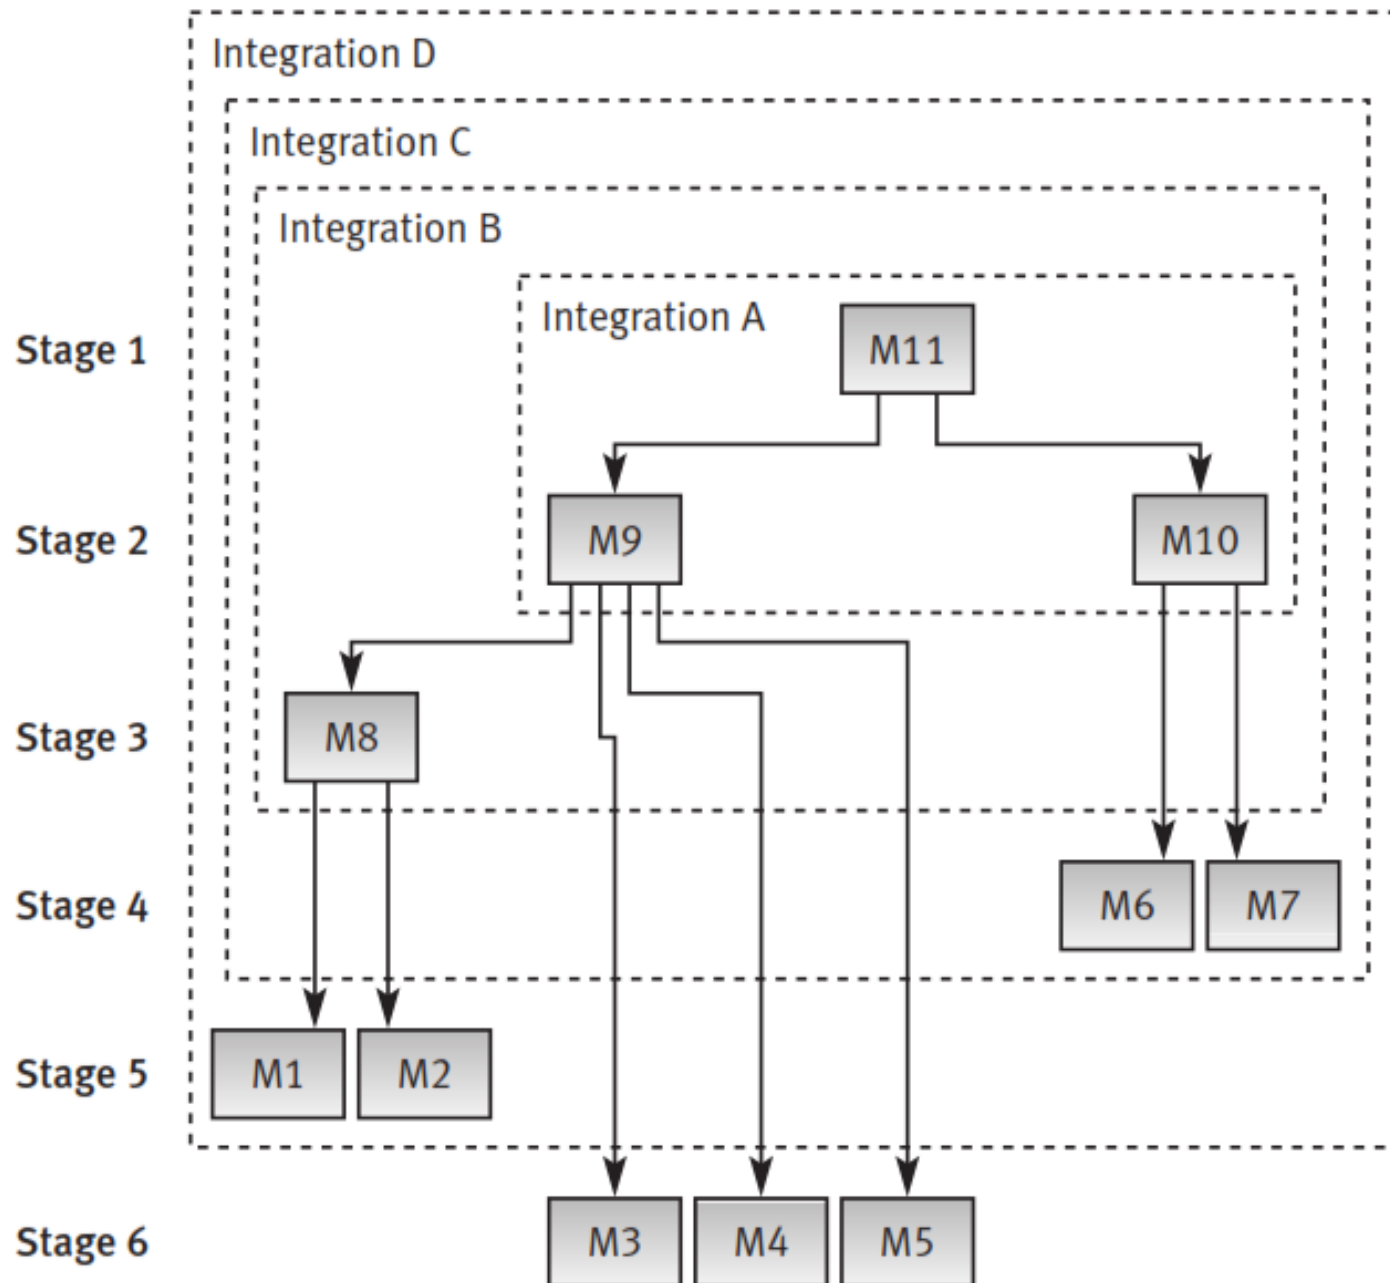 Integration D
Integration C
Integration B
Integration A
Stage 1
M11
Stage 2
M9
M10
Stage 3
M8
Stage 4
M6
M7
Stage 5
M1
M2
Stage 6
M3
M4
M5